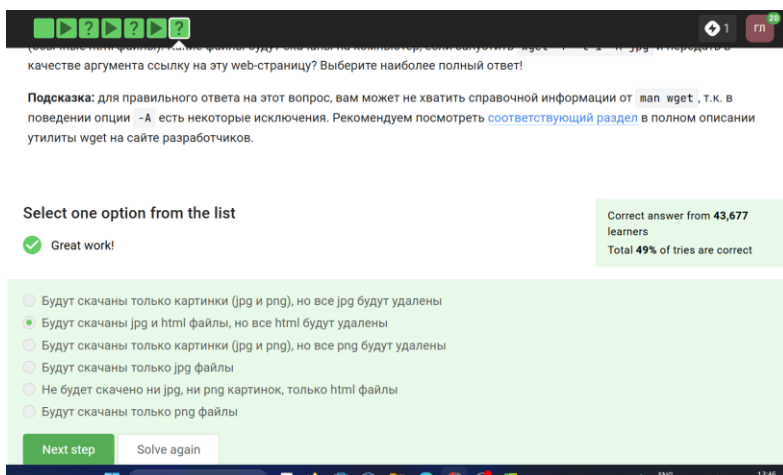 1
ГЛ
20
качестве аргумента ссылку на эту web-страницу? Выберите наиболее полный ответ!
Подсказка: для правильного ответа на этот вопрос, вам может не хватить справочной информации от man wget , т.к. в
поведении опции -A есть некоторые исключения. Рекомендуем посмотреть соответствующий раздел в полном описании
утилиты wget на сайте разработчиков.
Select one option from the list
Great work!
Correct answer from 43,677
learners
Total 49% of tries are correct
Будут скачаны только картинки (jpg и png), но все jpg будут удалены
Будут скачаны jpg и html файлы, но все html будут удалены
Будут скачаны только картинки (jpg и png), но все png будут удалены
Будут скачаны только jpg файлы
Не будет скачено ни jpg, ни png картинок, только html файлы
Будут скачаны только png файлы
Next step
Solve again